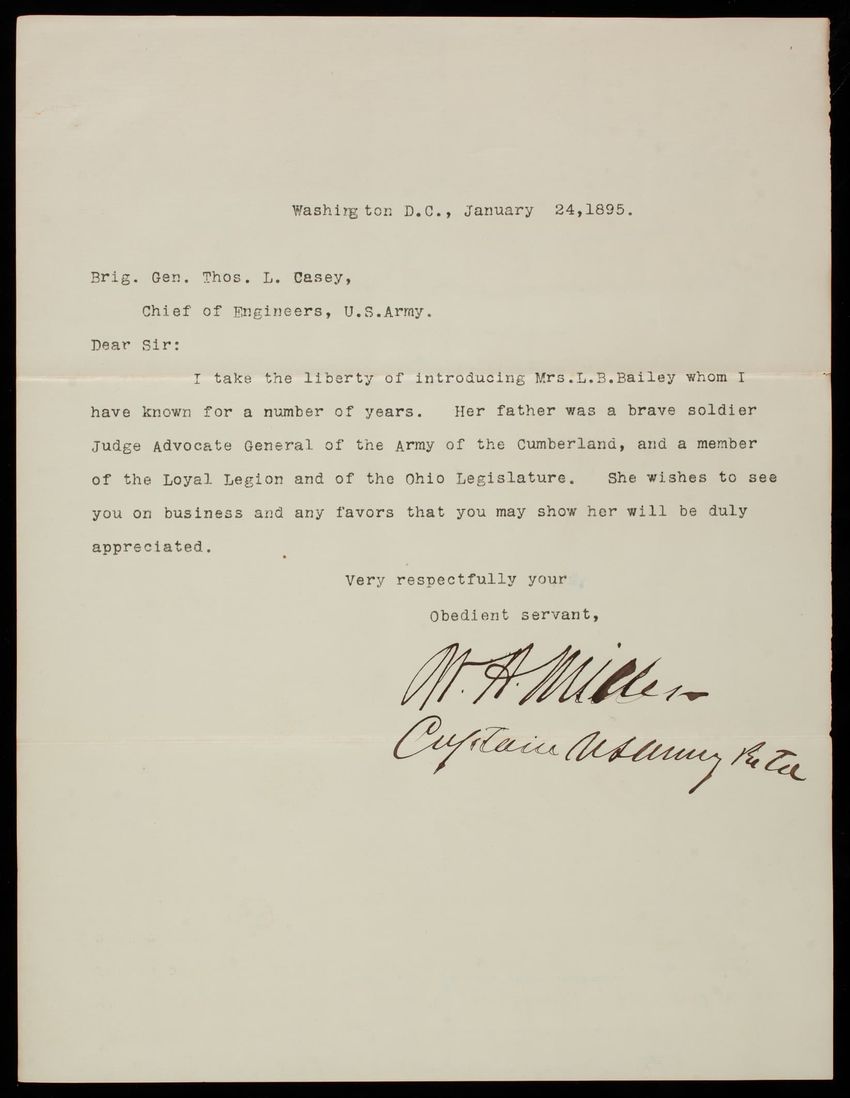 Washington D.C., January 24,1895.
Brig. Gen. Thos. L. Casey,
Chief of Engineers, U.S.Army.
Dear Sir:
I take the liberty of introducing Mrs.L.B.Bailey whom I
have known for a number of years. Her father was a brave soldier
Judge Advocate General of the Army of the Cumberland, and a member
of the Loyal Legion and of the Ohio Legislature. She wishes to see
you on business and any favors that you may show her will be duly
appreciated.
Very respectfully your
Obedient servant,
W. H. Miller
Captain US Army Retd